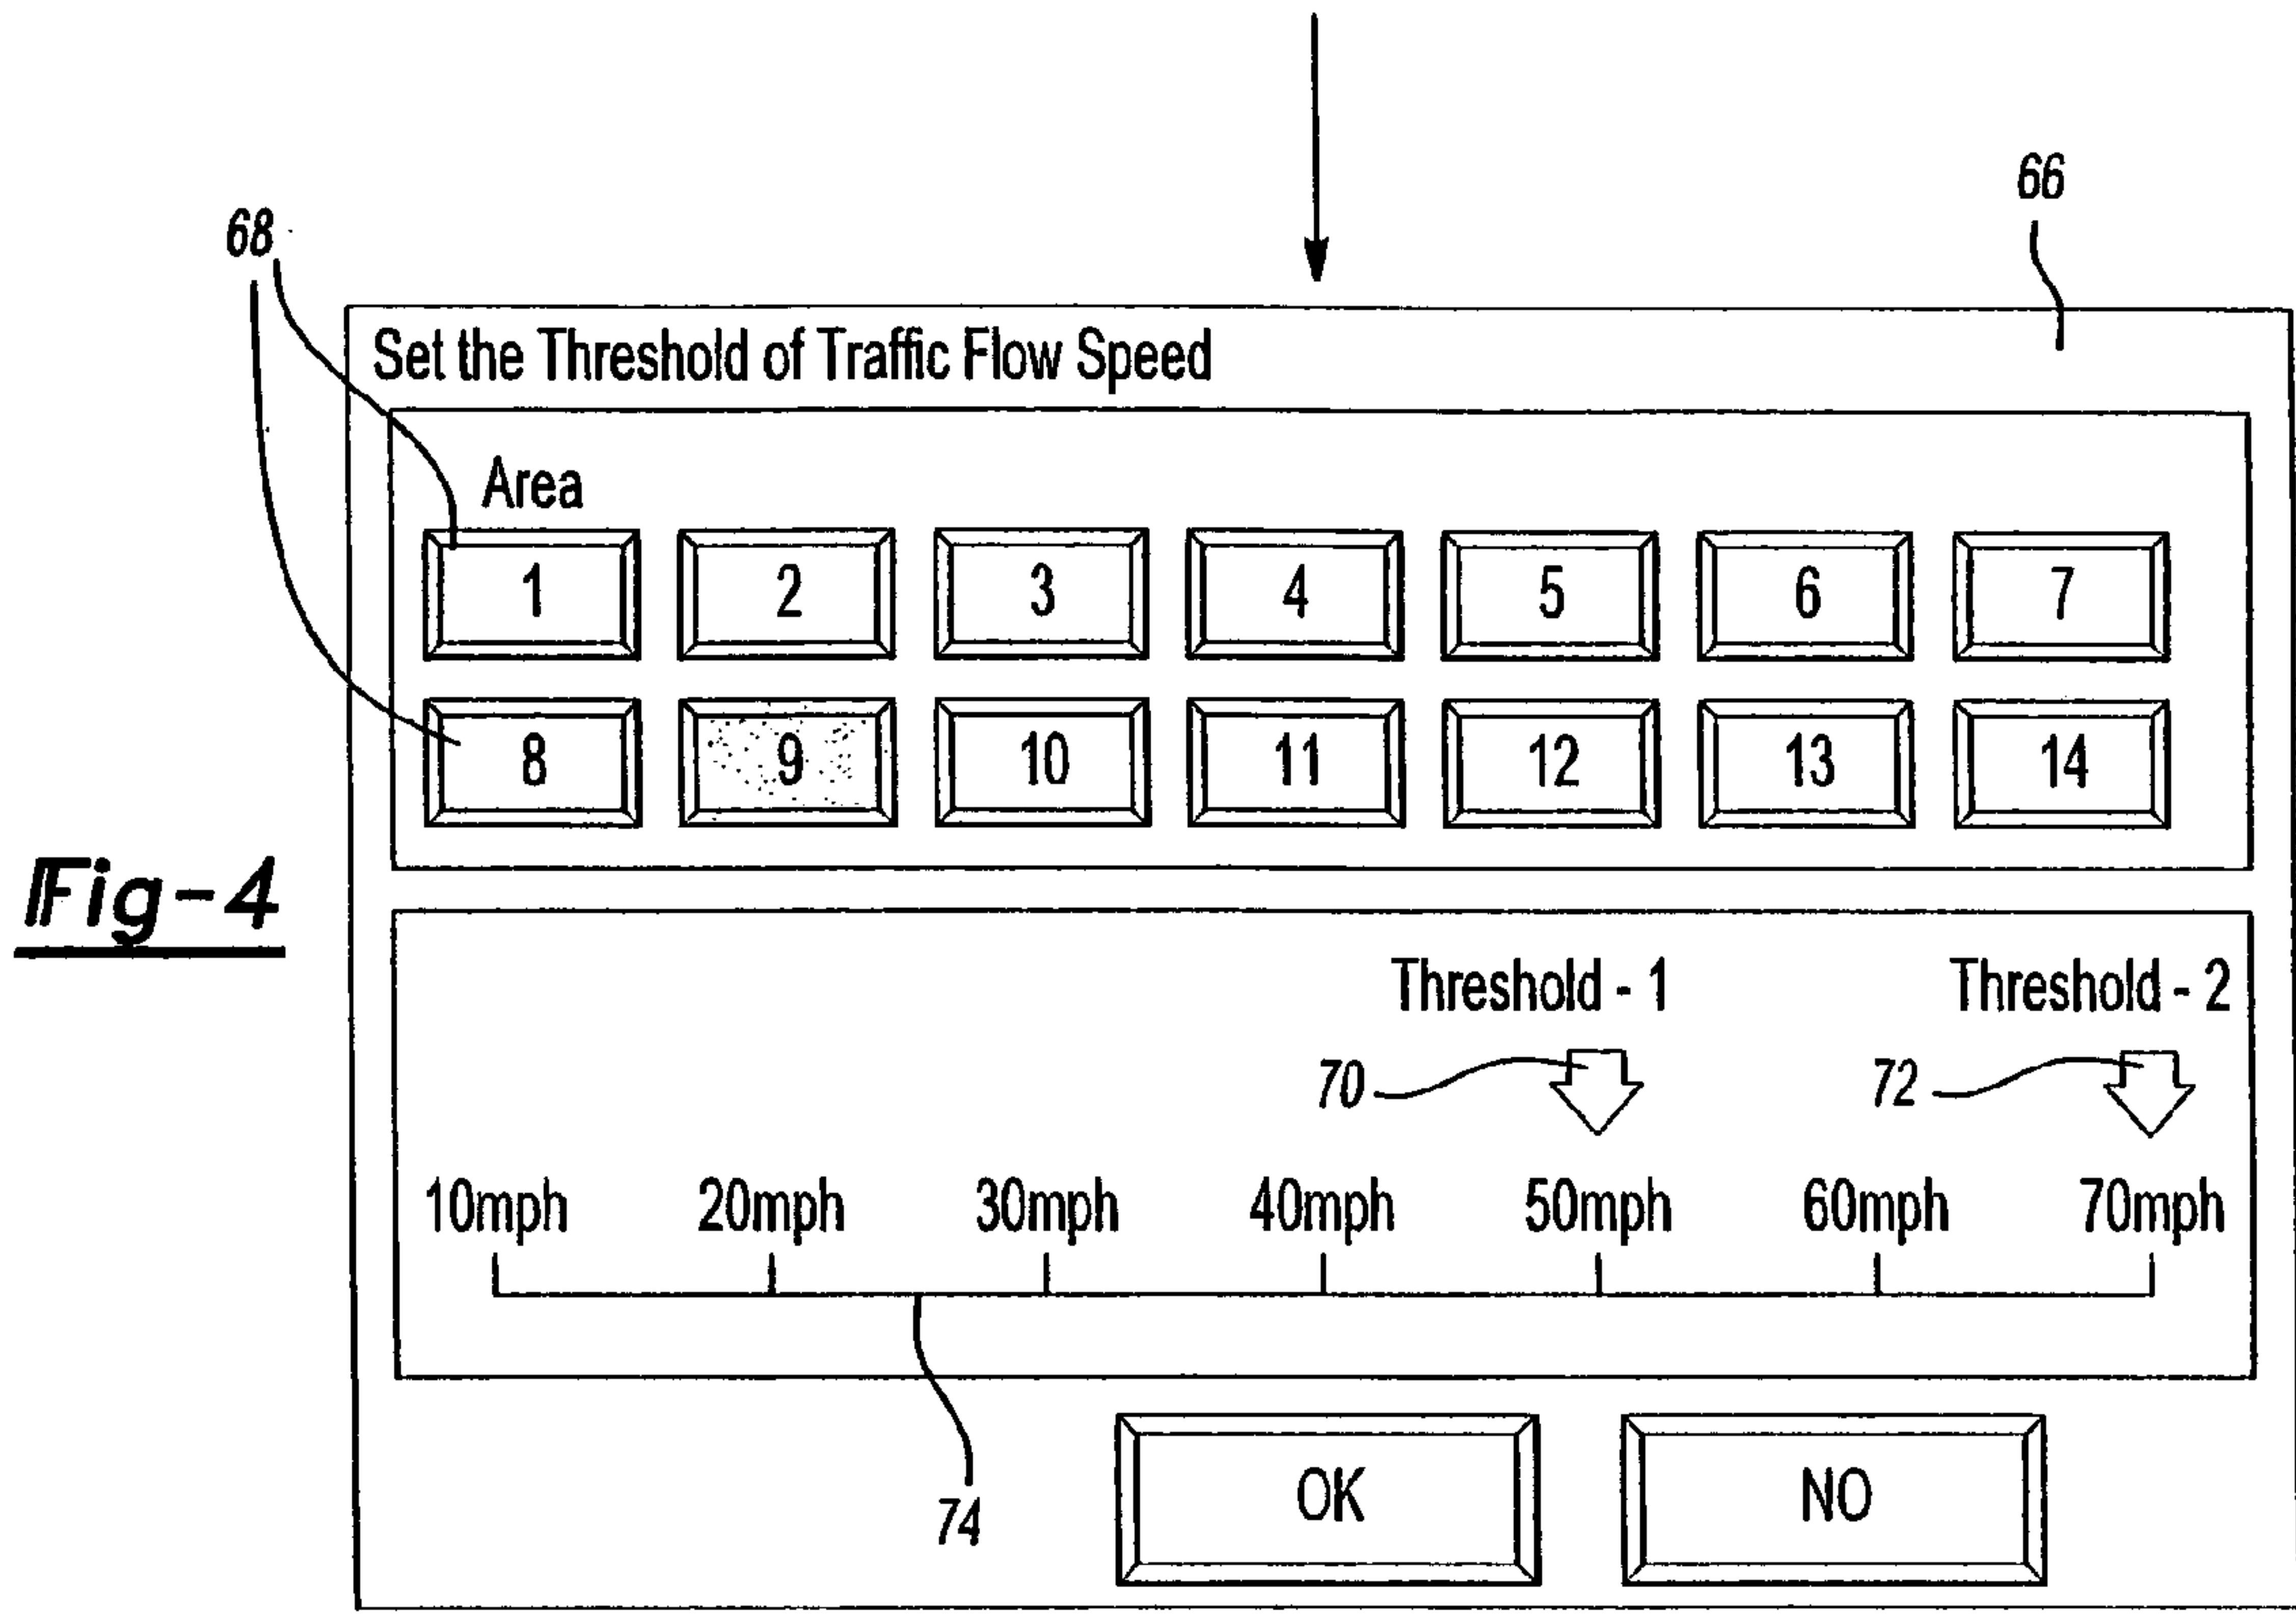 66
68
Set the Threshold of Traffic Flow Speed
Area
1 2 3 4 5 6 7
8 9 10 11 12 13 14
Fig-4
Threshold - 1 Threshold - 2
70 72
10mph 20mph 30mph 40mph 50mph 60mph 70mph
74
OK NO